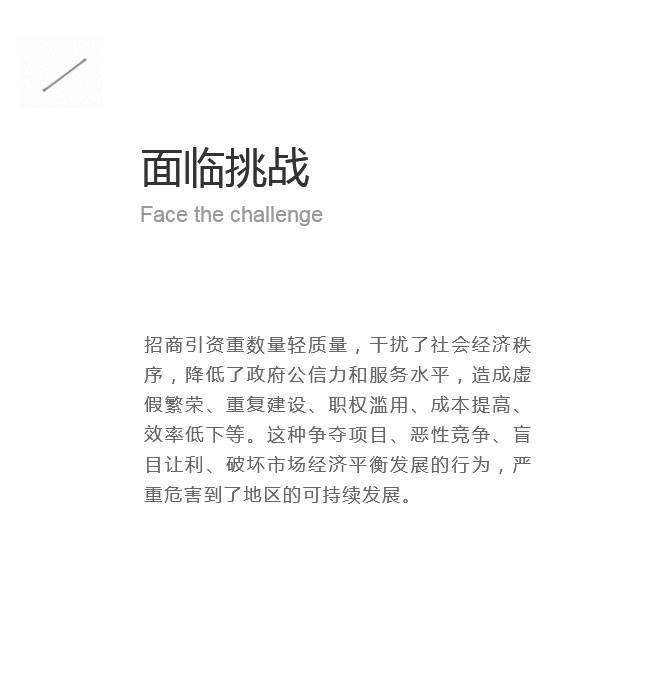 面临挑战
Face the challenge
招商引资重数量轻质量，干扰了社会经济秩
序，降低了政府公信力和服务水平，造成虚
假繁荣、重复建设、职权滥用、成本提高、
效率低下等。这种争夺项目、恶性竞争、盲
目让利、破坏市场经济平衡发展的行为，严
重危害到了地区的可持续发展。